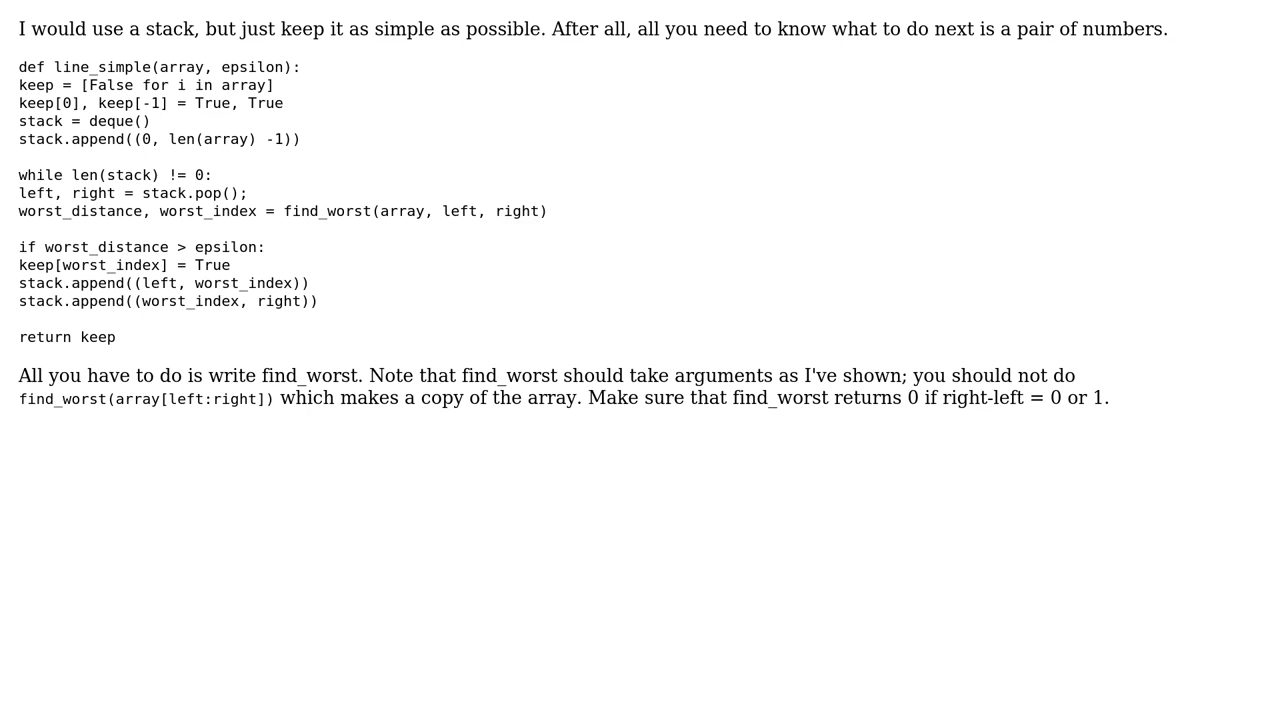 I would use a stack, but just keep it as simple as possible. After all, all you need to know what to do next is a pair of numbers.
def line_simple(array, epsilon):
keep = [False for i in array]
keep[0], keep[-1] = True, True
stack = deque()
stack.append((0, len(array) -1))
while len(stack) != 0:
left, right = stack.pop();
worst_distance, worst_index = find_worst(array, left, right)
if worst_distance > epsilon:
keep[worst_index] = True
stack.append((left, worst_index))
stack.append((worst_index, right))
return keep
All you have to do is write find_worst. Note that find_worst should take arguments as I've shown; you should not do
find_worst(array[left:right]) which makes a copy of the array. Make sure that find_worst returns 0 if right-left = 0 or 1.